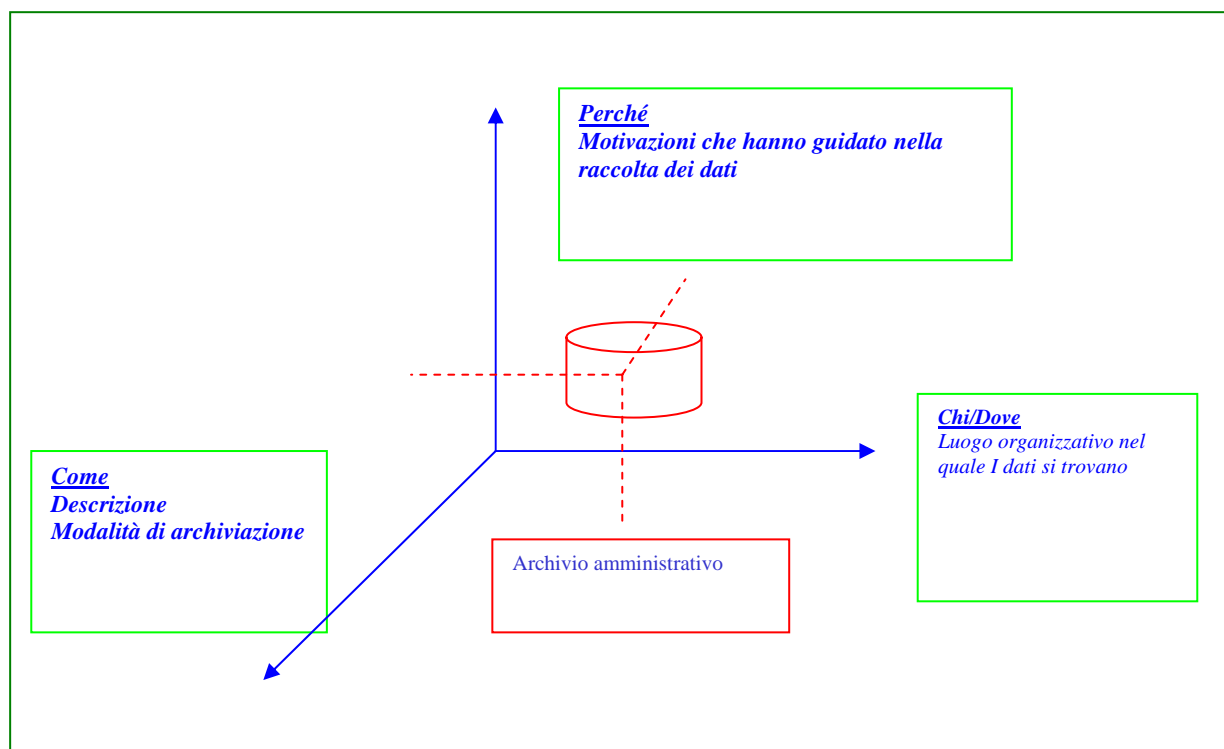 Perché
Motivazioni che hanno guidato nella
raccolta dei dati
Chi/Dove
Luogo organizzativo nel
quale I dati si trovano
Come
Descrizione
Modalità di archiviazione
Archivio amministrativo